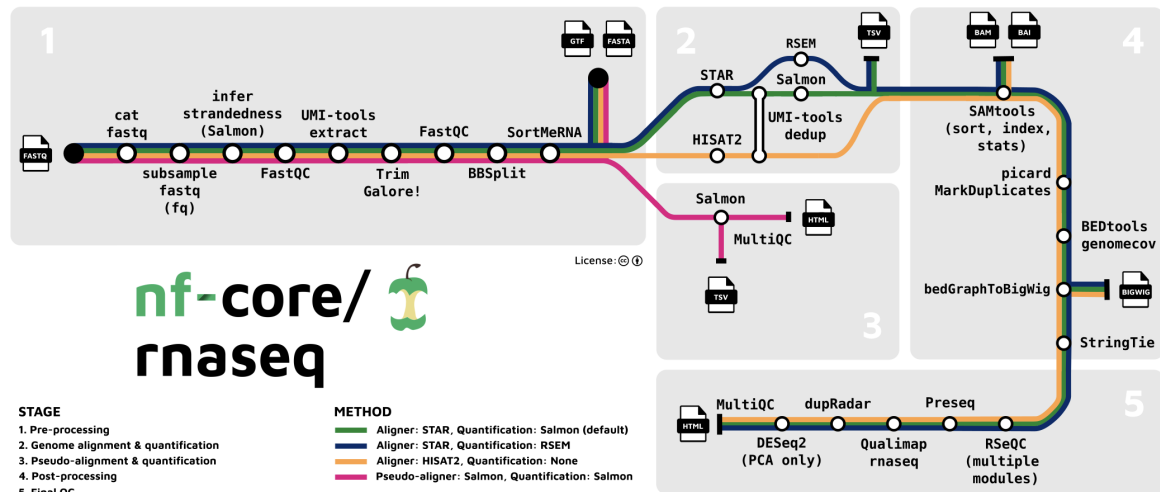 1
GTF
FASTA
cat
fastq
infer
strandedness
(Salmon)
UMI-tools
extract
FastQC
SortMeRNA
FASTQ
subsample
fastq
(fq)
FastQC
Trim
Galore!
BBSplit
2
RSEM
TSV
STAR
Salmon
HISAT2
UMI-tools
dedup
4
BAM
BAI
SAMtools
(sort, index,
stats)
picard
MarkDuplicates
BEDtools
genomecov
bedGraphToBigWig
BIGWIG
StringTie
Salmon
HTML
MultiQC
TSV
3
License:
nf-core/
rnaseq
5
HTML
MultiQC
dupRadar
Preseq
DESeq2
(PCA only)
Qualimap
rnaseq
RSeQC
(multiple
modules)
STAGE
1. Pre-processing
2. Genome alignment & quantification
3. Pseudo-alignment & quantification
4. Post-processing
5. Final QC
METHOD
Aligner: STAR, Quantification: Salmon (default)
Aligner: STAR, Quantification: RSEM
Aligner: HISAT2, Quantification: None
Pseudo-aligner: Salmon, Quantification: Salmon